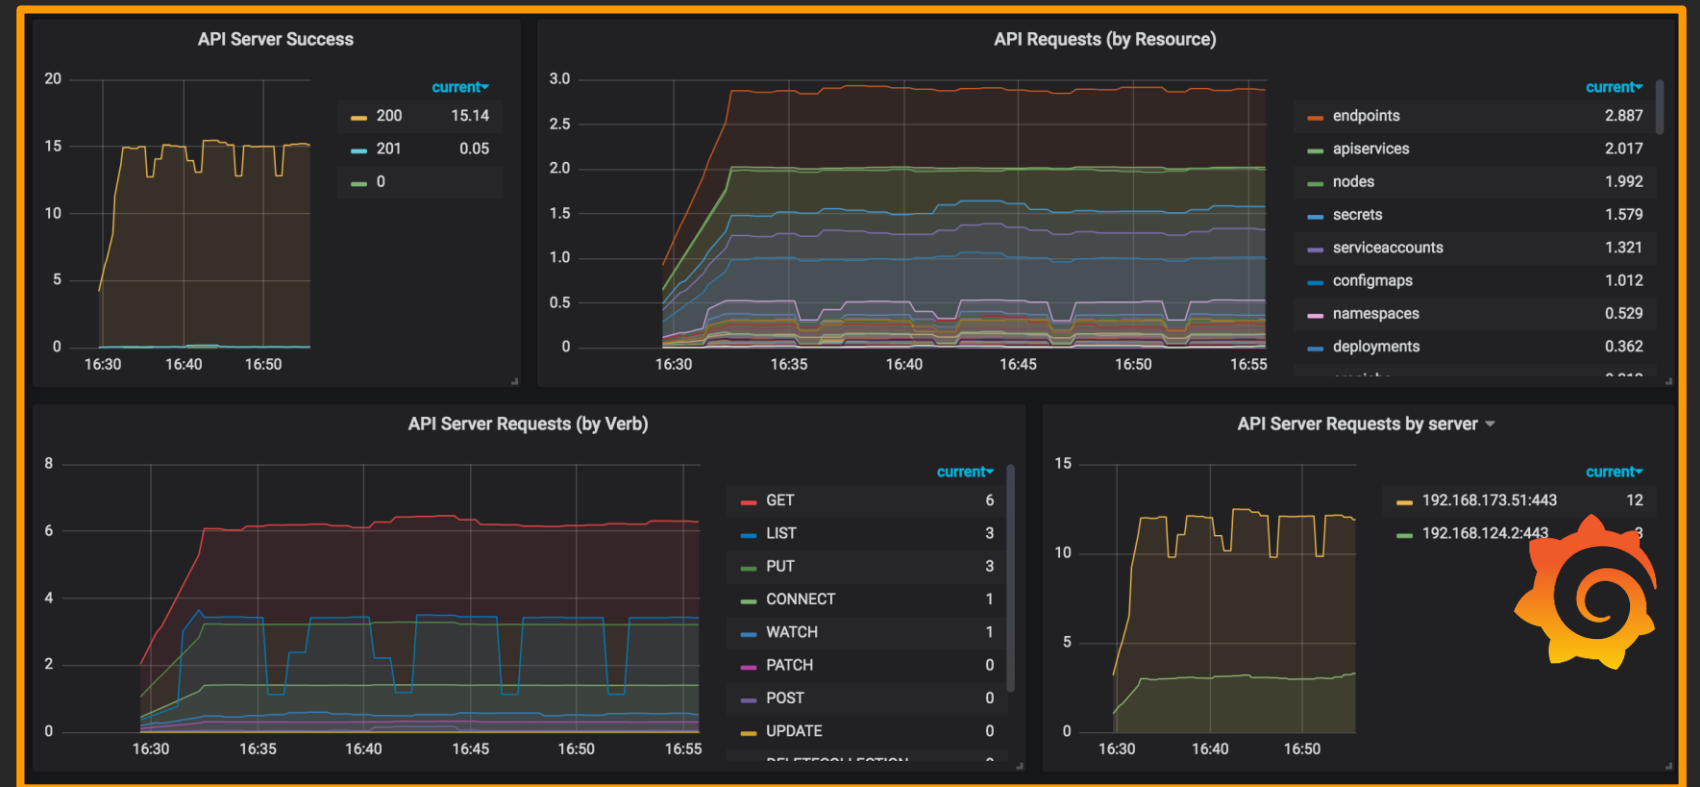 API Server Success
20
15
10
5
0
16:30 16:40 16:50
current
200 15.14
201 0.05
0
API Requests (by Resource)
3.0
2.5
2.0
1.5
1.0
0.5
0
16:30 16:35 16:40 16:45 16:50 16:55
current
endpoints 2.887
apiservices 2.017
nodes 1.992
secrets 1.579
serviceaccounts 1.321
configmaps 1.012
namespaces 0.529
deployments 0.362
API Server Requests (by Verb)
8
6
4
2
0
16:30 16:35 16:40 16:45 16:50 16:55
current
GET 6
LIST 3
PUT 3
CONNECT 1
WATCH 1
PATCH 0
POST 0
UPDATE 0
DELETECOLLECTION 0
API Server Requests by server
15
10
5
0
16:30 16:40 16:50
current
192.168.173.51:443 12
192.168.124.2:443 3